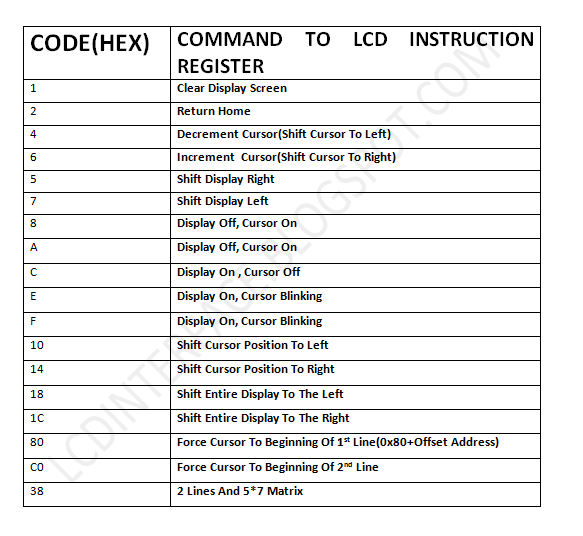 CODE(HEX) COMMAND TO LCD INSTRUCTION
REGISTER
1 Clear Display Screen
2 Return Home
4 Decrement Cursor(Shift Cursor To Left)
6 Increment Cursor(Shift Cursor To Right)
5 Shift Display Right
7 Shift Display Left
8 Display Off, Cursor On
A Display Off, Cursor On
C Display On , Cursor Off
E Display On, Cursor Blinking
F Display On, Cursor Blinking
10 Shift Cursor Position To Left
14 Shift Cursor Position To Right
18 Shift Entire Display To The Left
1C Shift Entire Display To The Right
80 Force Cursor To Beginning Of 1st Line(0x80+Offset Address)
C0 Force Cursor To Beginning Of 2nd Line
38 2 Lines And 5*7 Matrix
LCDINTERFACE.BLOGSPOT.COM